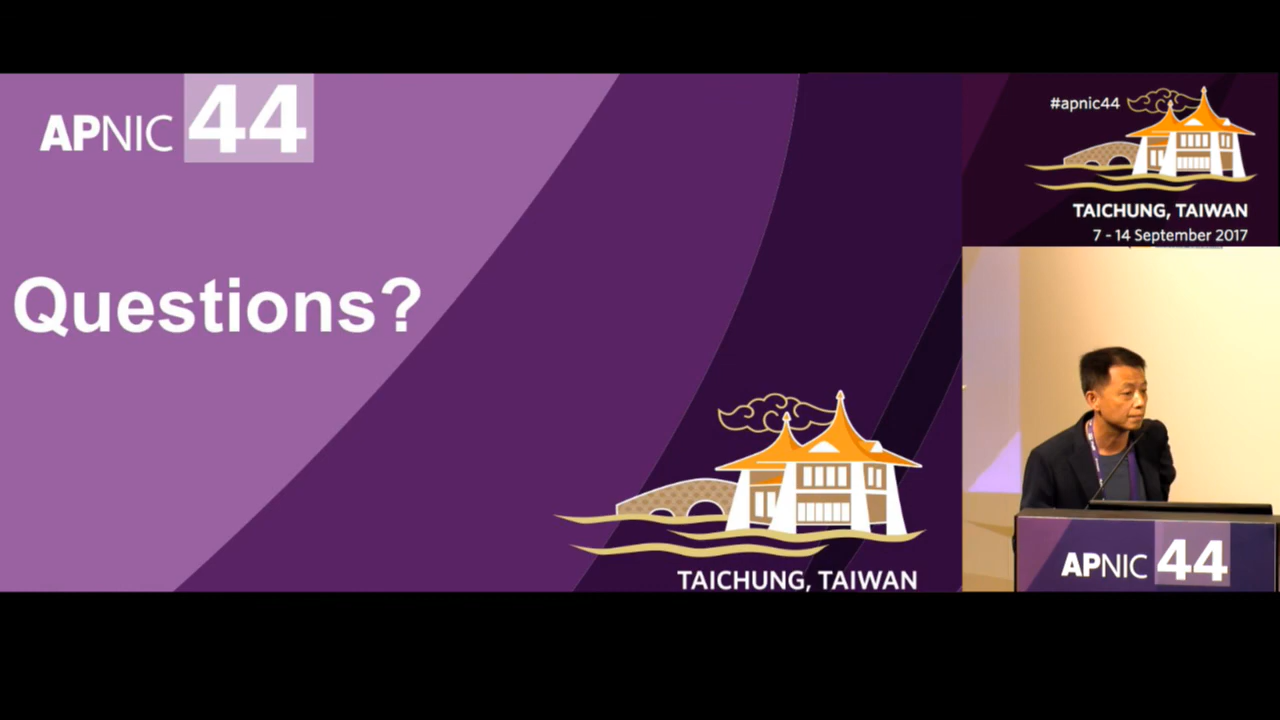 APNIC 44
Questions?
TAICHUNG, TAIWAN
#apnic44
TAICHUNG, TAIWAN
7 - 14 September 2017
APNIC 44